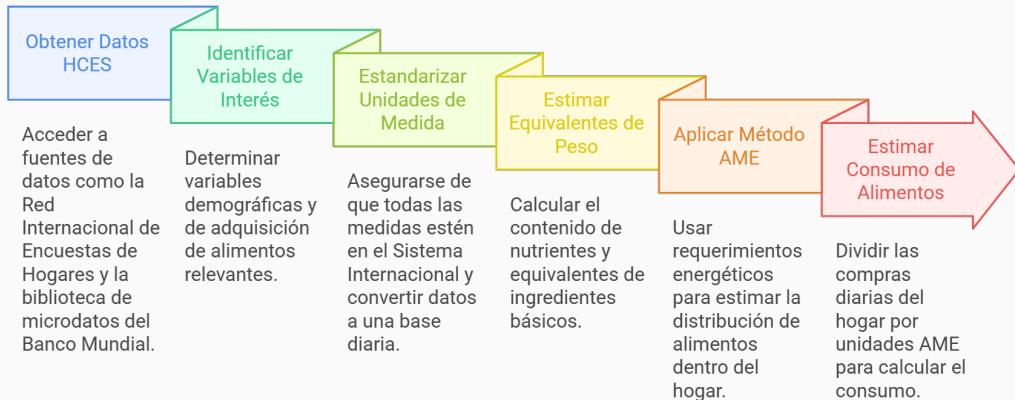 Obtener Datos
HCES
Acceder a
fuentes de
datos como la
Red
Internacional de
Encuestas de
Hogares y la
biblioteca de
microdatos del
Banco Mundial.
Identificar
Variables de
Interés
Determinar
variables
demográficas y
de adquisición
de alimentos
relevantes.
Estandarizar
Unidades de
Medida
Asegurarse de
que todas las
medidas estén
en el Sistema
Internacional y
convertir datos
a una base
diaria.
Estimar
Equivalentes de
Peso
Calcular el
contenido de
nutrientes y
equivalentes de
ingredientes
básicos.
Aplicar Método
AME
Usar
requerimientos
energéticos
para estimar la
distribución de
alimentos
dentro del
hogar.
Estimar
Consumo de
Alimentos
Dividir las
compras
diarias del
hogar por
unidades AME
para calcular el
consumo.